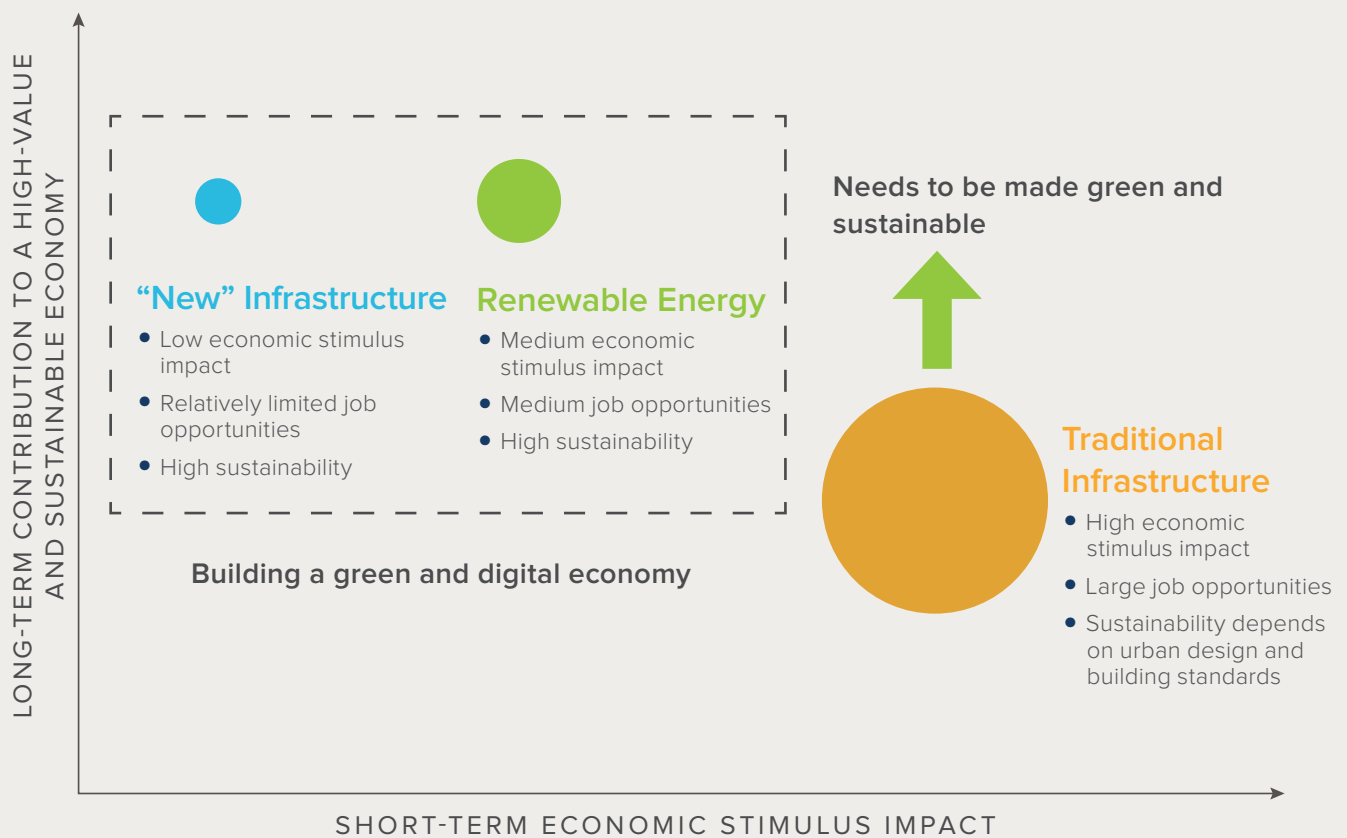 LONG-TERM CONTRIBUTION TO A HIGH-VALUE
AND SUSTAINABLE ECONOMY
“New” Infrastructure
• Low economic stimulus
impact
• Relatively limited job
opportunities
• High sustainability
Renewable Energy
• Medium economic
stimulus impact
• Medium job opportunities
• High sustainability
Building a green and digital economy
Needs to be made green and
sustainable
Traditional
Infrastructure
• High economic
stimulus impact
• Large job opportunities
• Sustainability depends
on urban design and
building standards
SHORT-TERM ECONOMIC STIMULUS IMPACT